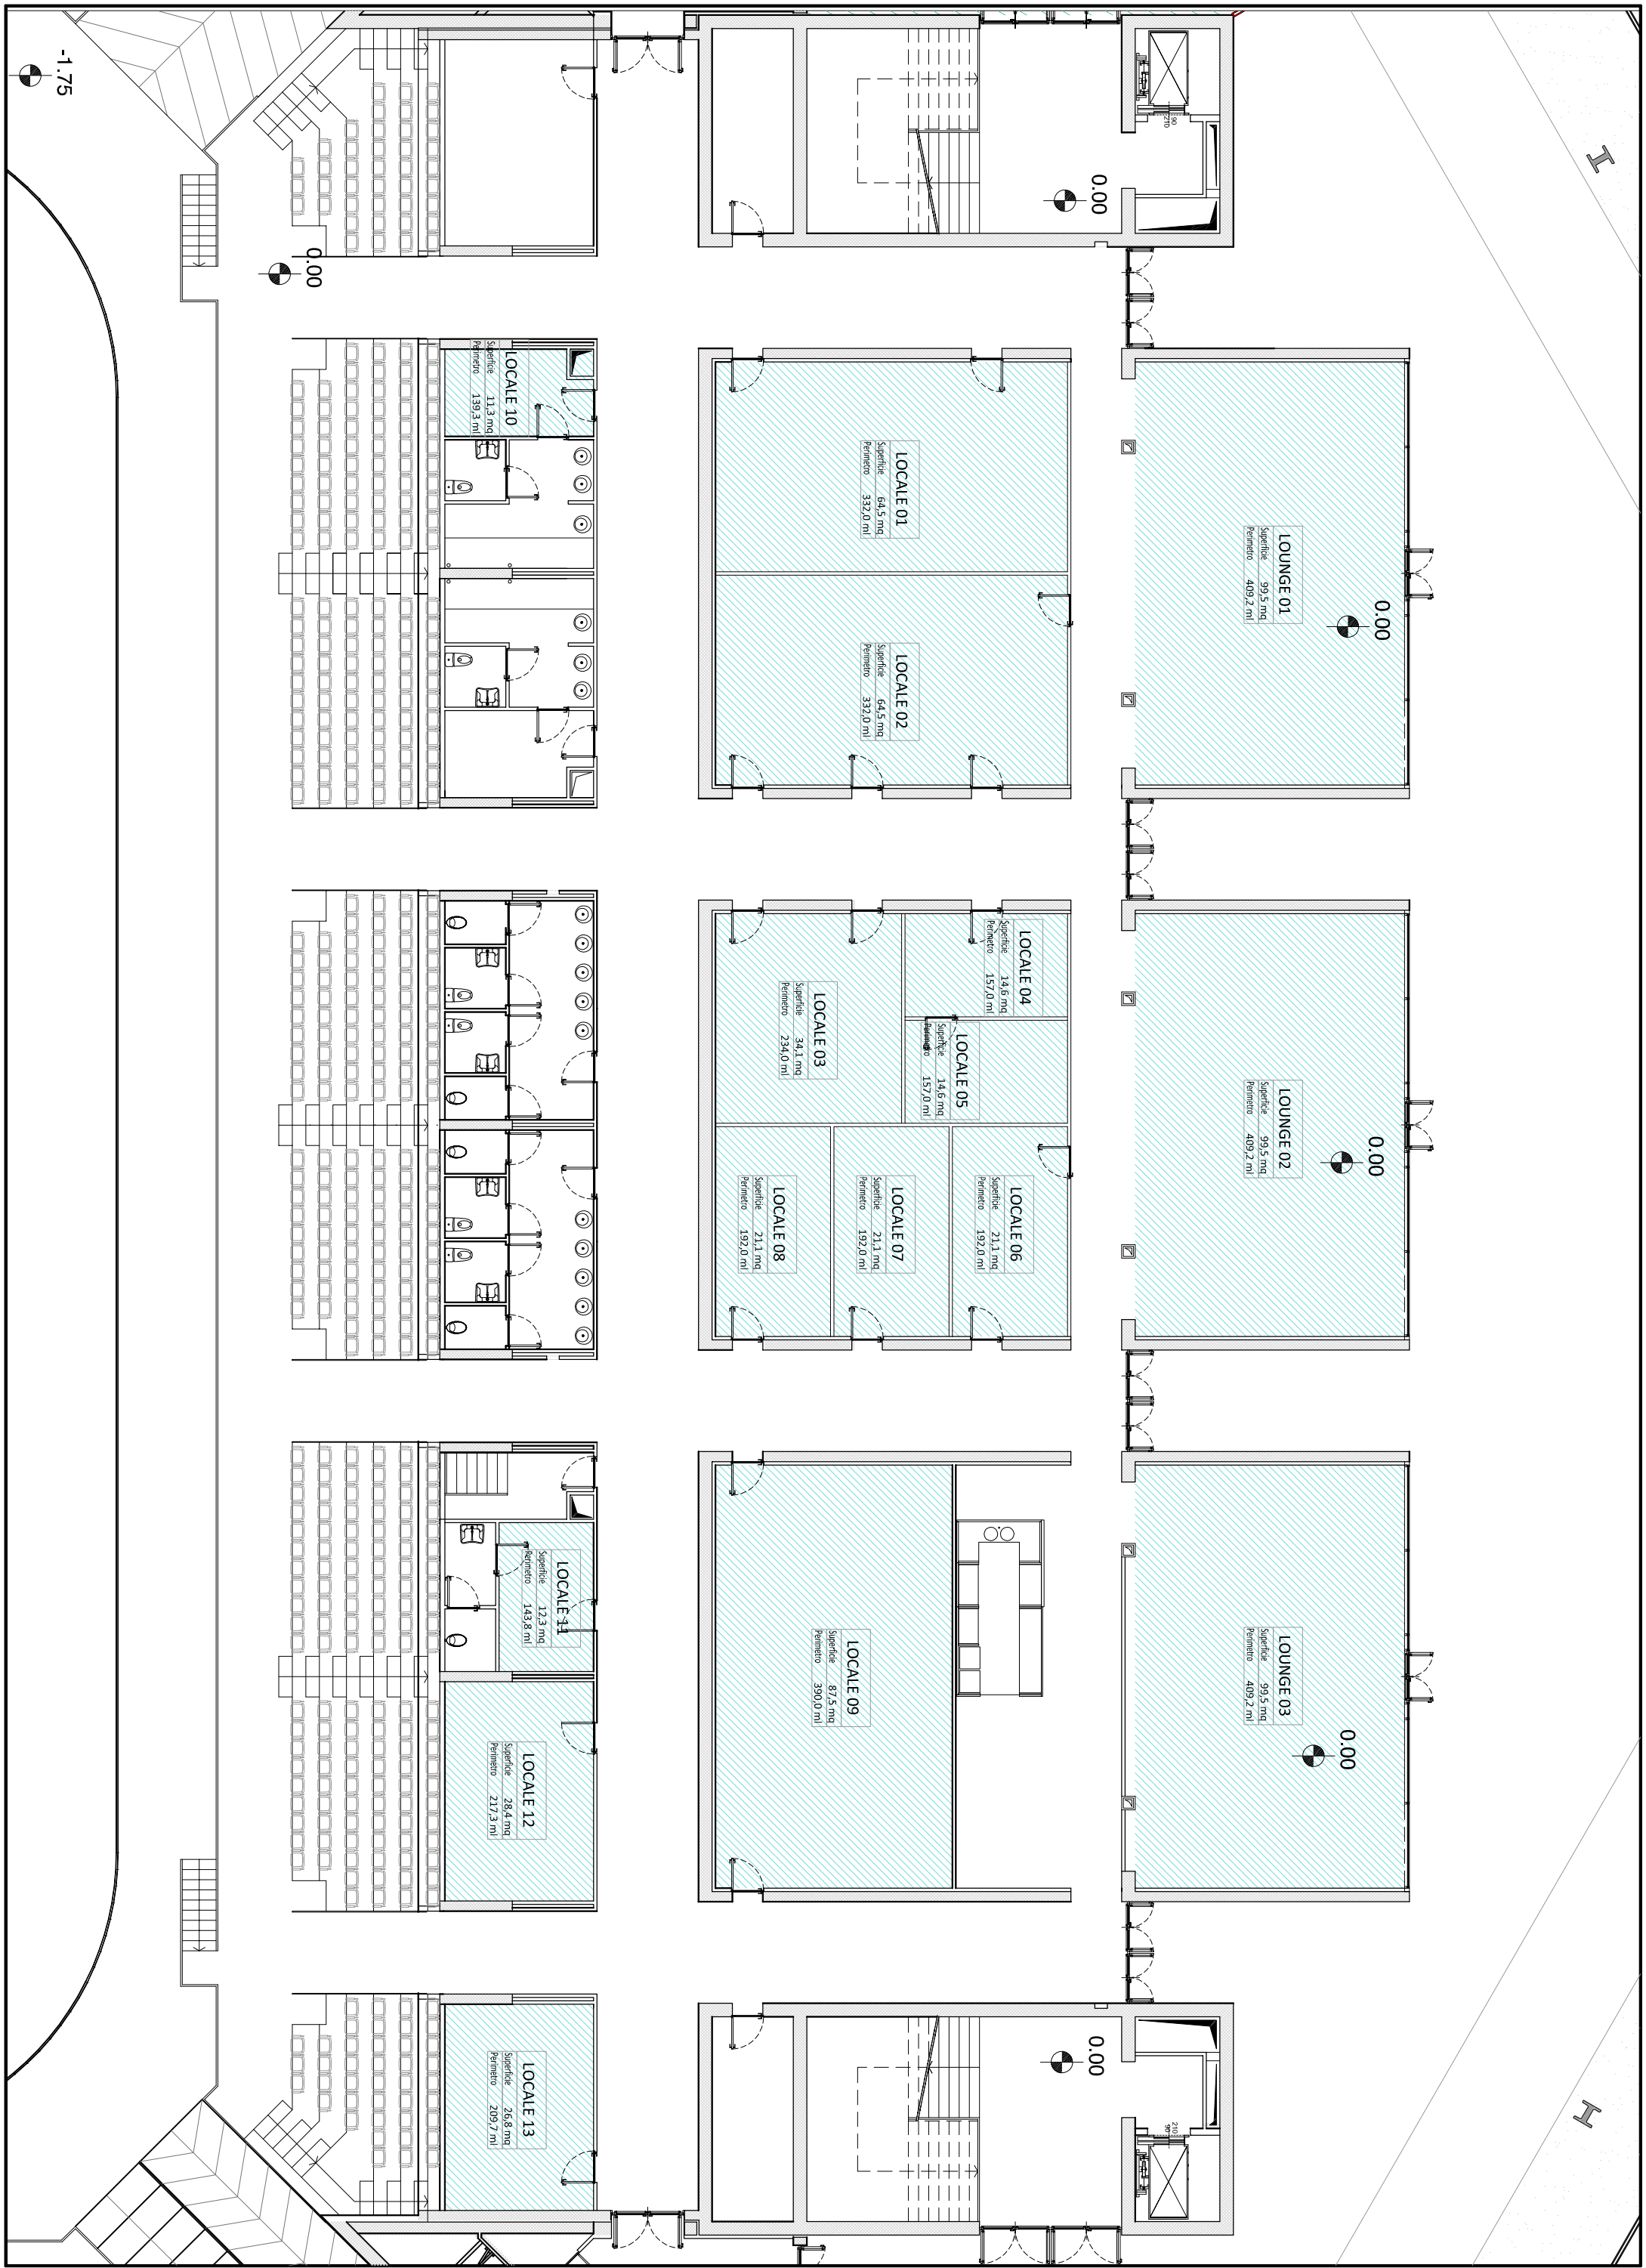 -1.75
0.00
0.00
90
210
LOUNGE 01
Superficie 99,5 mq
Perimetro 409,2 ml
0.00
LOUNGE 02
Superficie 99,5 mq
Perimetro 409,2 ml
0.00
LOUNGE 03
Superficie 99,5 mq
Perimetro 409,2 ml
0.00
LOCALE 01
Superficie 64,5 mq
Perimetro 332,0 ml
LOCALE 02
Superficie 64,5 mq
Perimetro 332,0 ml
LOCALE 03
Superficie 34,1 mq
Perimetro 234,0 ml
LOCALE 04
Superficie 14,6 mq
Perimetro 157,0 ml
LOCALE 05
Superficie 14,6 mq
Perimetro 157,0 ml
LOCALE 06
Superficie 21,1 mq
Perimetro 192,0 ml
LOCALE 07
Superficie 21,1 mq
Perimetro 192,0 ml
LOCALE 08
Superficie 21,1 mq
Perimetro 192,0 ml
LOCALE 09
Superficie 87,5 mq
Perimetro 390,0 ml
LOCALE 10
Superficie 11,3 mq
Perimetro 139,3 ml
LOCALE 11
Superficie 12,3 mq
Perimetro 143,8 ml
LOCALE 12
Superficie 28,4 mq
Perimetro 217,3 ml
LOCALE 13
Superficie 26,8 mq
Perimetro 209,7 ml
0.00
210
90